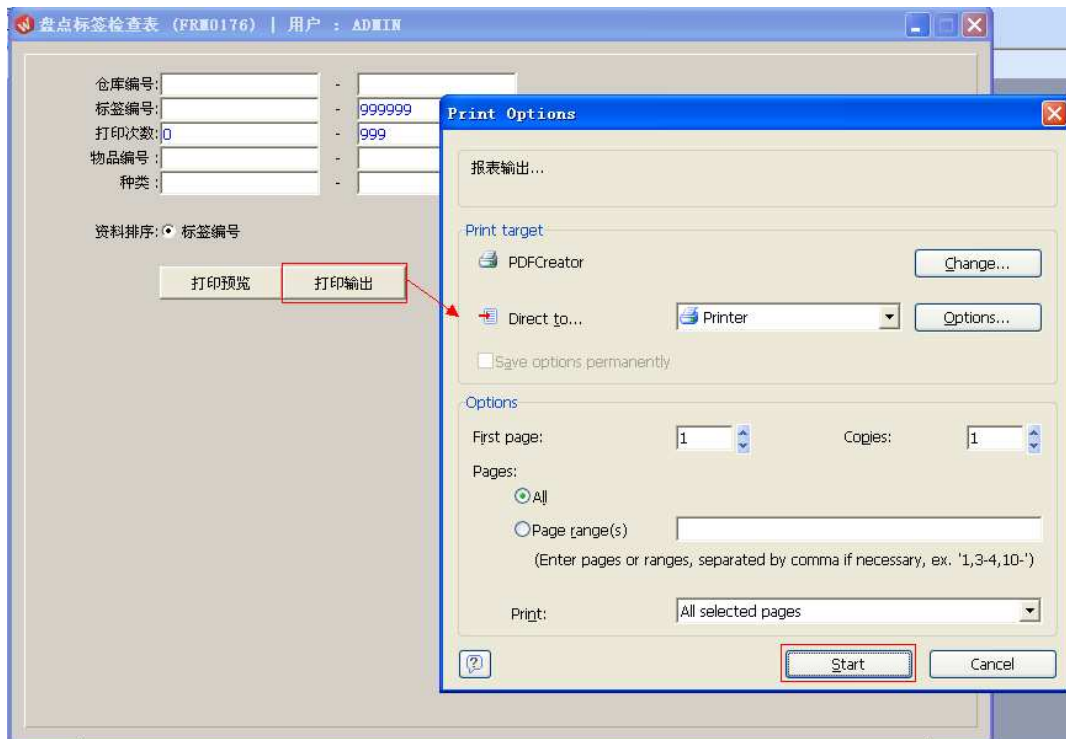 盘点标签检查表 (FRM0176) | 用户 : ADMIN
仓库编号: -
标签编号: - 999999
打印次数: 0 - 999
物品编号 : -
种类 : -
资料排序: 标签编号
打印预览 打印输出
Print Options
报表输出...
Print target
PDFCreator Change...
Direct to... Printer Options...
Save options permanently
Options
First page: 1 Copies: 1
Pages:
All
Page range(s)
(Enter pages or ranges, separated by comma if necessary, ex. '1,3-4,10-')
Print: All selected pages
Start Cancel